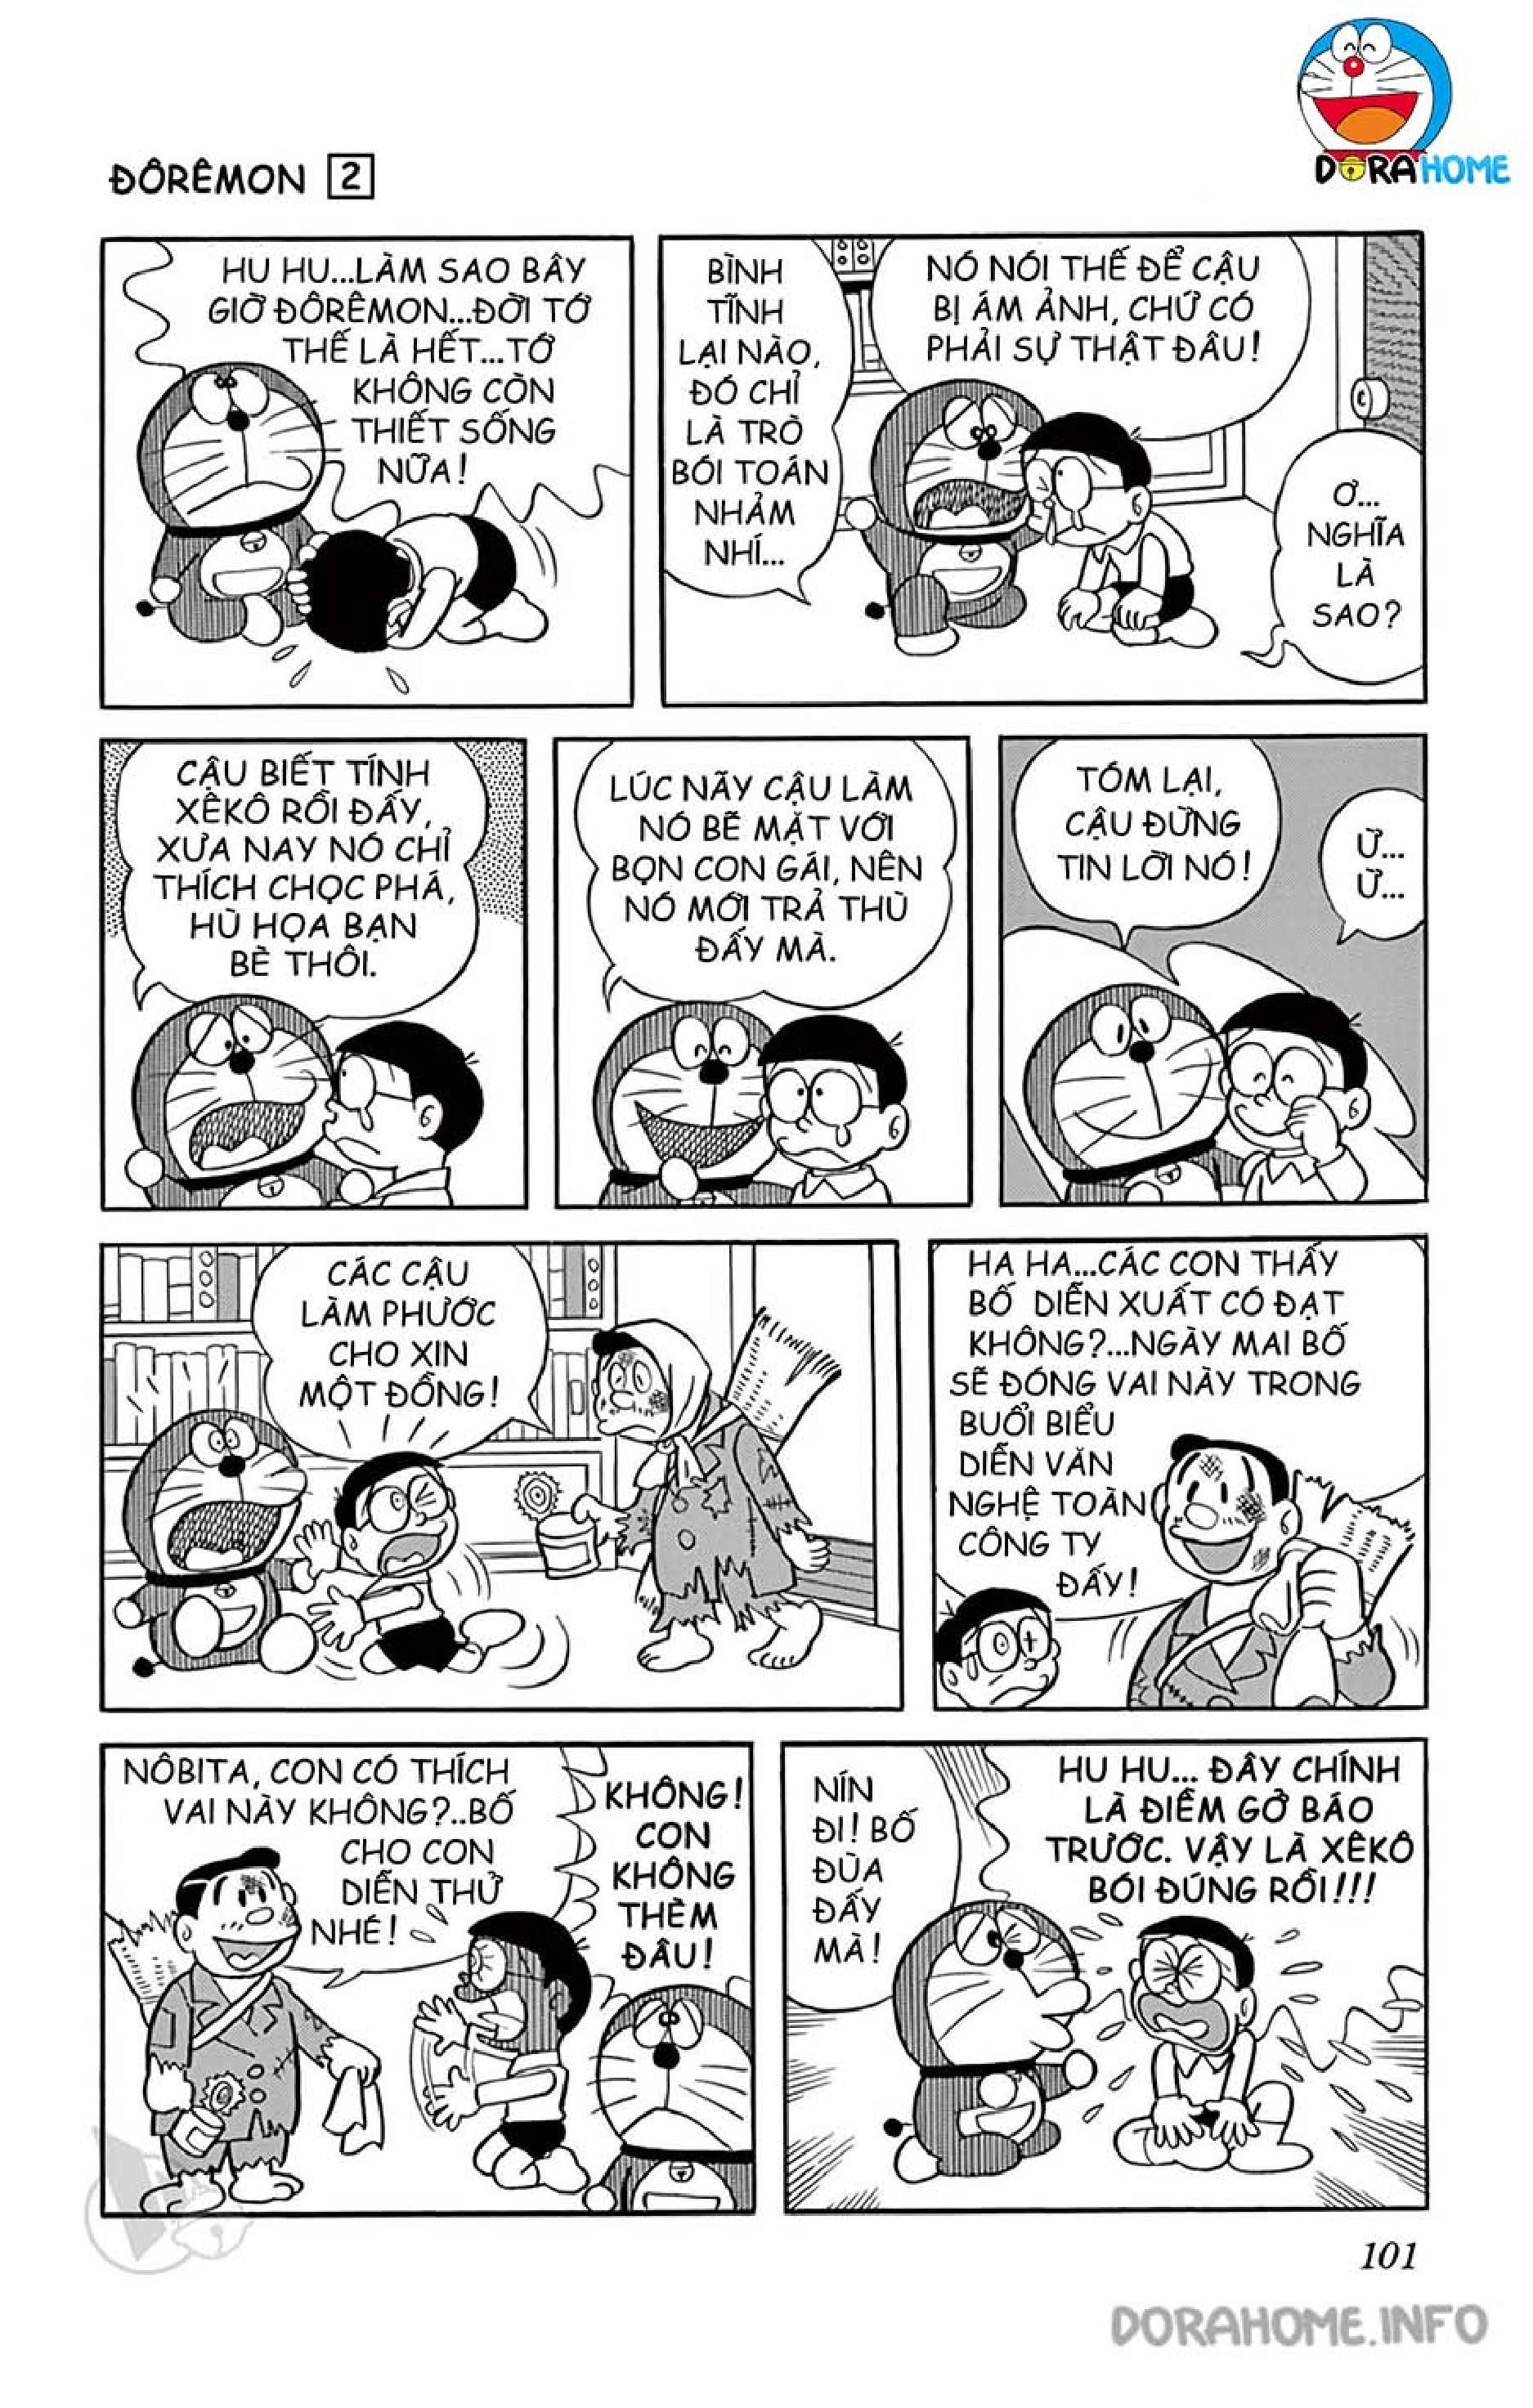 DORAHOME
ĐÔRÊMON 2
HU HU...LÀM SAO BÂY
GIỜ ĐÔRÊMON...ĐỜI TỚ
THẾ LÀ HẾT...TỚ
KHÔNG CÒN
THIẾT SỐNG
NỮA!
BÌNH
TĨNH
LẠI NÀO,
ĐÓ CHỈ
LÀ TRÒ
BÓI TOÁN
NHẢM
NHÍ...
NÓ NÓI THẾ ĐỂ CẬU
BỊ ÁM ẢNH, CHỨ CÓ
PHẢI SỰ THẬT ĐÂU!
Ơ...
NGHĨA
LÀ
SAO?
CẬU BIẾT TÍNH
XÊKÔ RỒI ĐẤY,
XƯA NAY NÓ CHỈ
THÍCH CHỌC PHÁ,
HÙ HỌA BẠN
BÈ THÔI.
LÚC NÃY CẬU LÀM
NÓ BẼ MẶT VỚI
BỌN CON GÁI, NÊN
NÓ MỚI TRẢ THÙ
ĐẤY MÀ.
TÓM LẠI,
CẬU ĐỪNG
TIN LỜI NÓ!
Ừ...
Ừ...
CÁC CẬU
LÀM PHƯỚC
CHO XIN
MỘT ĐỒNG!
HA HA...CÁC CON THẤY
BỐ DIỄN XUẤT CÓ ĐẠT
KHÔNG?...NGÀY MAI BỐ
SẼ ĐÓNG VAI NÀY TRONG
BUỔI BIỂU
DIỄN VĂN
NGHỆ TOÀN
CÔNG TY
ĐẤY!
NÔBITA, CON CÓ THÍCH
VAI NÀY KHÔNG?..BỐ
CHO CON
DIỄN THỬ
NHÉ!
KHÔNG!
CON
KHÔNG
THÈM
ĐÂU!
NÍN
ĐI! BỐ
ĐÙA
ĐẤY
MÀ!
HU HU... ĐÂY CHÍNH
LÀ ĐIỀM GỞ BÁO
TRƯỚC. VẬY LÀ XÊKÔ
BÓI ĐÚNG RỒI!!!
101
DORAHOME.INFO